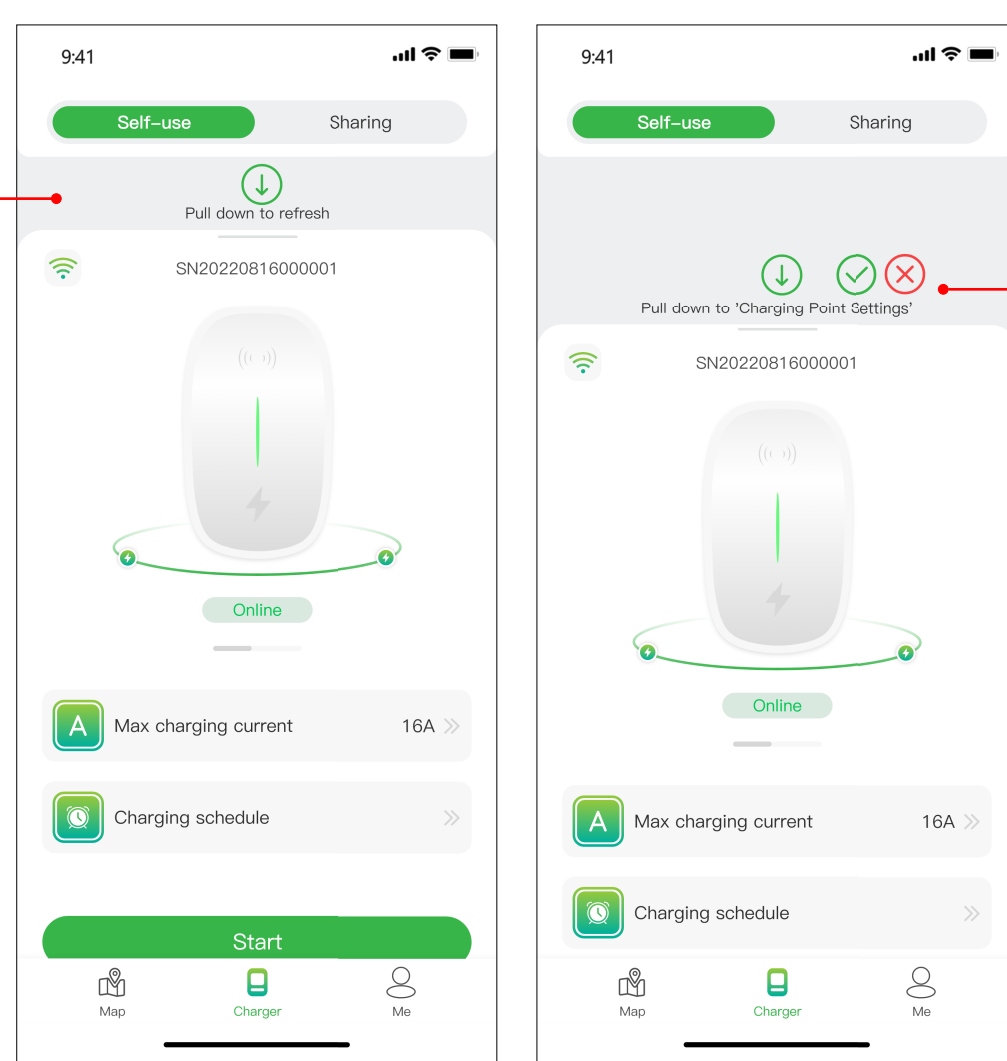 9:41
Self-use
Sharing
Pull down to refresh
SN20220816000001
Online
A
Max charging current
16A
Charging schedule
Start
Map
Charger
Me
9:41
Self-use
Sharing
Pull down to 'Charging Point Settings'
SN20220816000001
Online
A
Max charging current
16A
Charging schedule
Map
Charger
Me